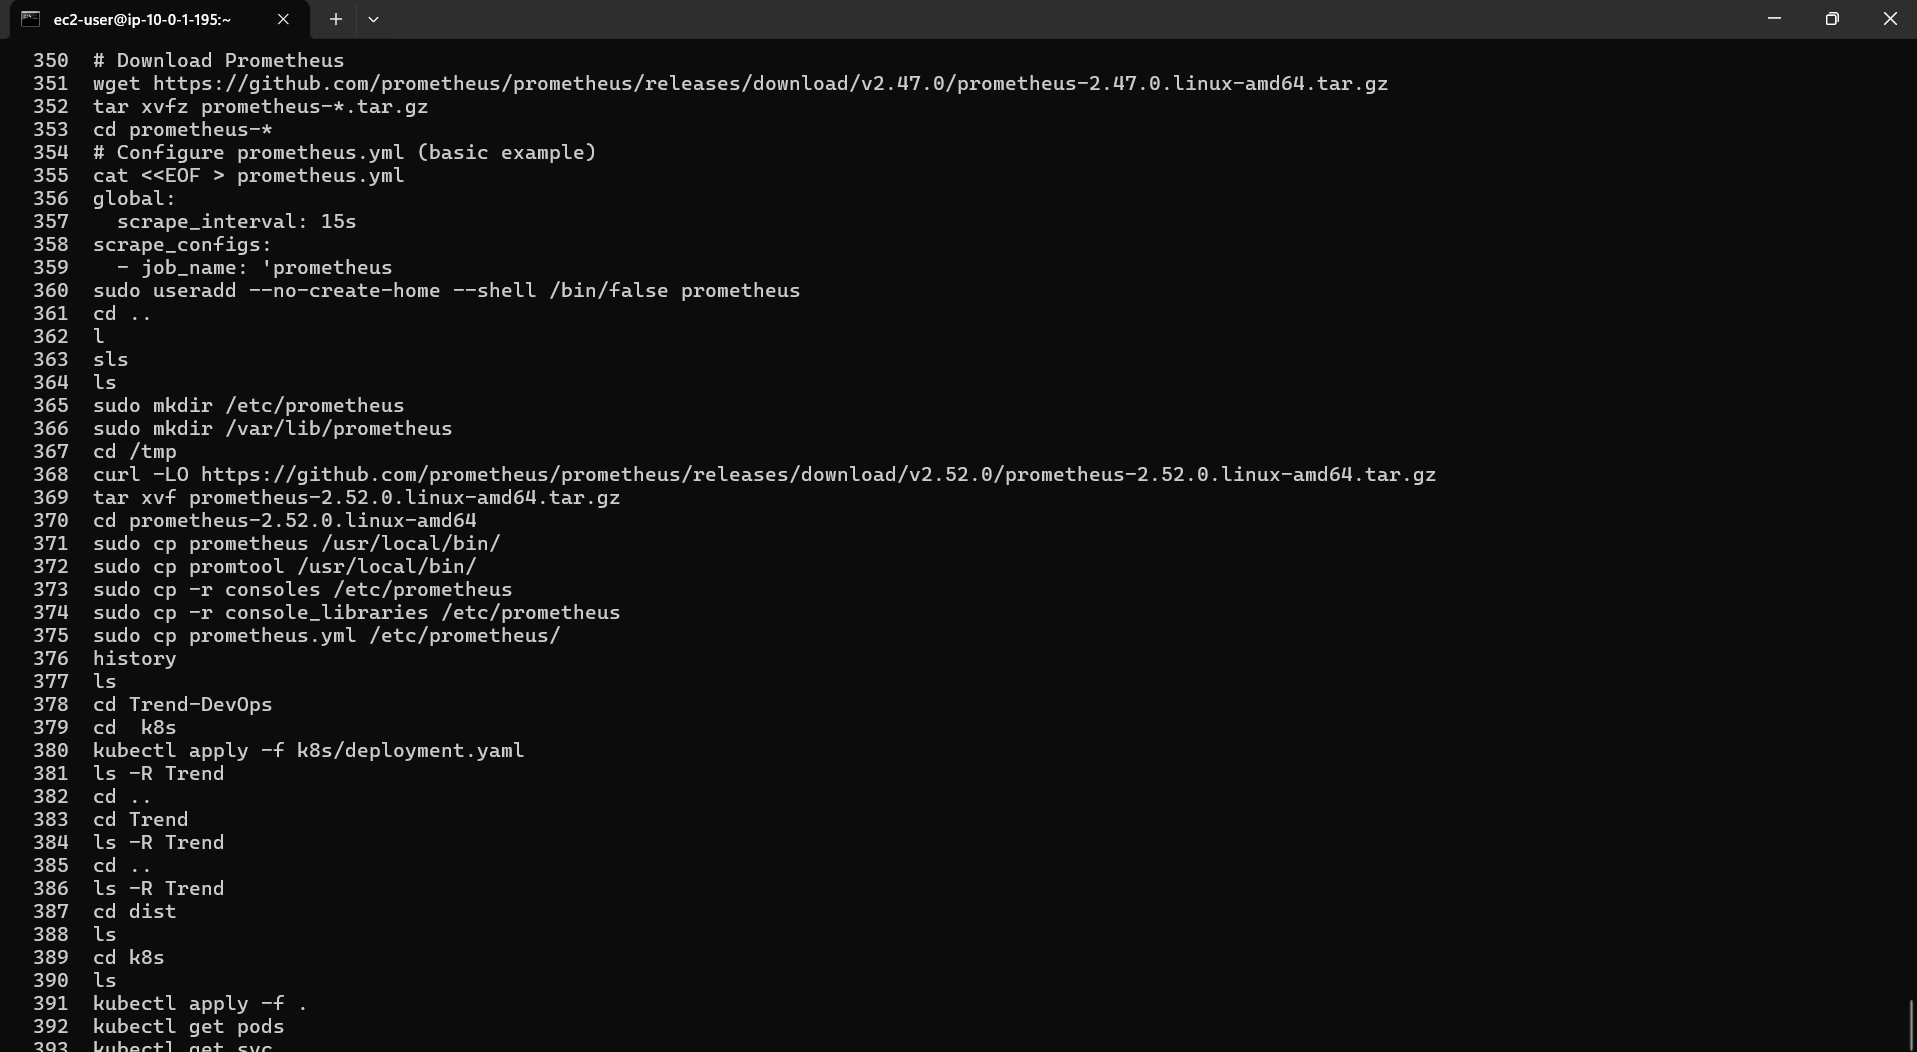 ec2-user@ip-10-0-1-195:~
350  # Download Prometheus
351  wget https://github.com/prometheus/prometheus/releases/download/v2.47.0/prometheus-2.47.0.linux-amd64.tar.gz
352  tar xvfz prometheus-*.tar.gz
353  cd prometheus-*
354  # Configure prometheus.yml (basic example)
355  cat <<EOF > prometheus.yml
356  global:
357    scrape_interval: 15s
358  scrape_configs:
359    - job_name: 'prometheus
360  sudo useradd --no-create-home --shell /bin/false prometheus
361  cd ..
362  l
363  sls
364  ls
365  sudo mkdir /etc/prometheus
366  sudo mkdir /var/lib/prometheus
367  cd /tmp
368  curl -LO https://github.com/prometheus/prometheus/releases/download/v2.52.0/prometheus-2.52.0.linux-amd64.tar.gz
369  tar xvf prometheus-2.52.0.linux-amd64.tar.gz
370  cd prometheus-2.52.0.linux-amd64
371  sudo cp prometheus /usr/local/bin/
372  sudo cp promtool /usr/local/bin/
373  sudo cp -r consoles /etc/prometheus
374  sudo cp -r console_libraries /etc/prometheus
375  sudo cp prometheus.yml /etc/prometheus/
376  history
377  ls
378  cd Trend-DevOps
379  cd  k8s
380  kubectl apply -f k8s/deployment.yaml
381  ls -R Trend
382  cd ..
383  cd Trend
384  ls -R Trend
385  cd ..
386  ls -R Trend
387  cd dist
388  ls
389  cd k8s
390  ls
391  kubectl apply -f .
392  kubectl get pods
393  kubectl get svc